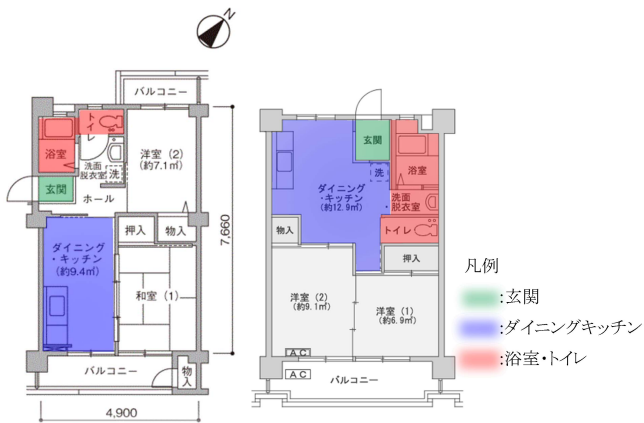 N
バルコニー
トイレ
浴室
洗面
脱衣室
洗
洋室（2）
(約7.1㎡)
玄関
ホール
押入
物入
ダイニング
・キッチン
(約9.4㎡)
和室（1）
バルコニー
物入
7,660
4,900
玄関
洗
浴室
ダイニング・
キッチン
(約12.9㎡)
洗面
脱衣室
トイレ
物入
押入
洋室（2）
(約9.1㎡)
洋室（1）
(約6.9㎡)
AC
AC
バルコニー
凡例
:玄関
:ダイニングキッチン
:浴室・トイレ